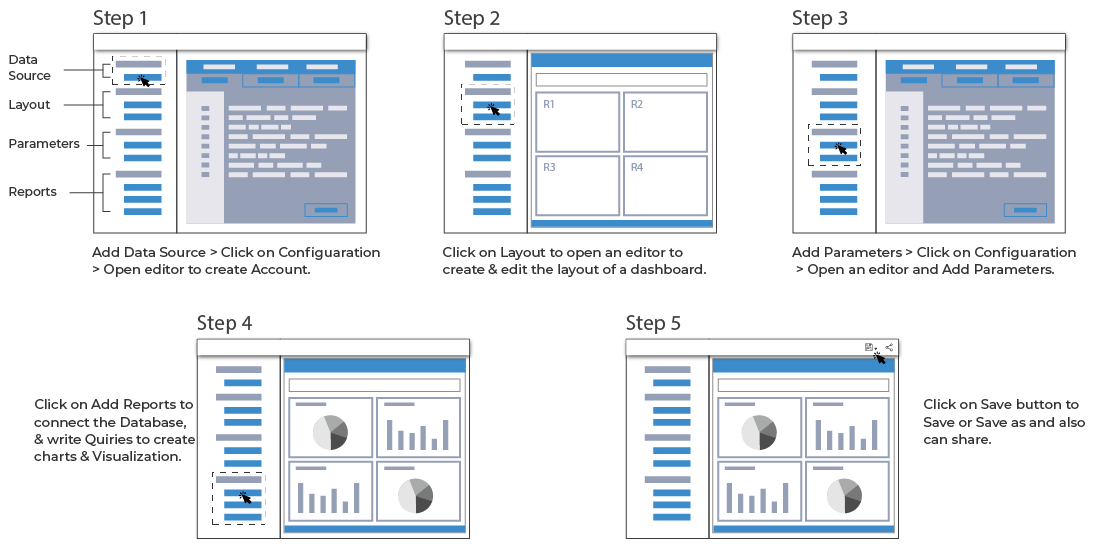 Step 1
Step 2
Step 3
Data
Source
Layout
Parameters
Reports
R1
R2
R3
R4
Add Data Source > Click on Configuaration
> Open editor to create Account.
Click on Layout to open an editor to
create & edit the layout of a dashboard.
Add Parameters > Click on Configuaration
> Open an editor and Add Parameters.
Step 4
Step 5
Click on Add Reports to
connect the Database,
& write Quiries to create
charts & Visualization.
Click on Save button to
Save or Save as and also
can share.